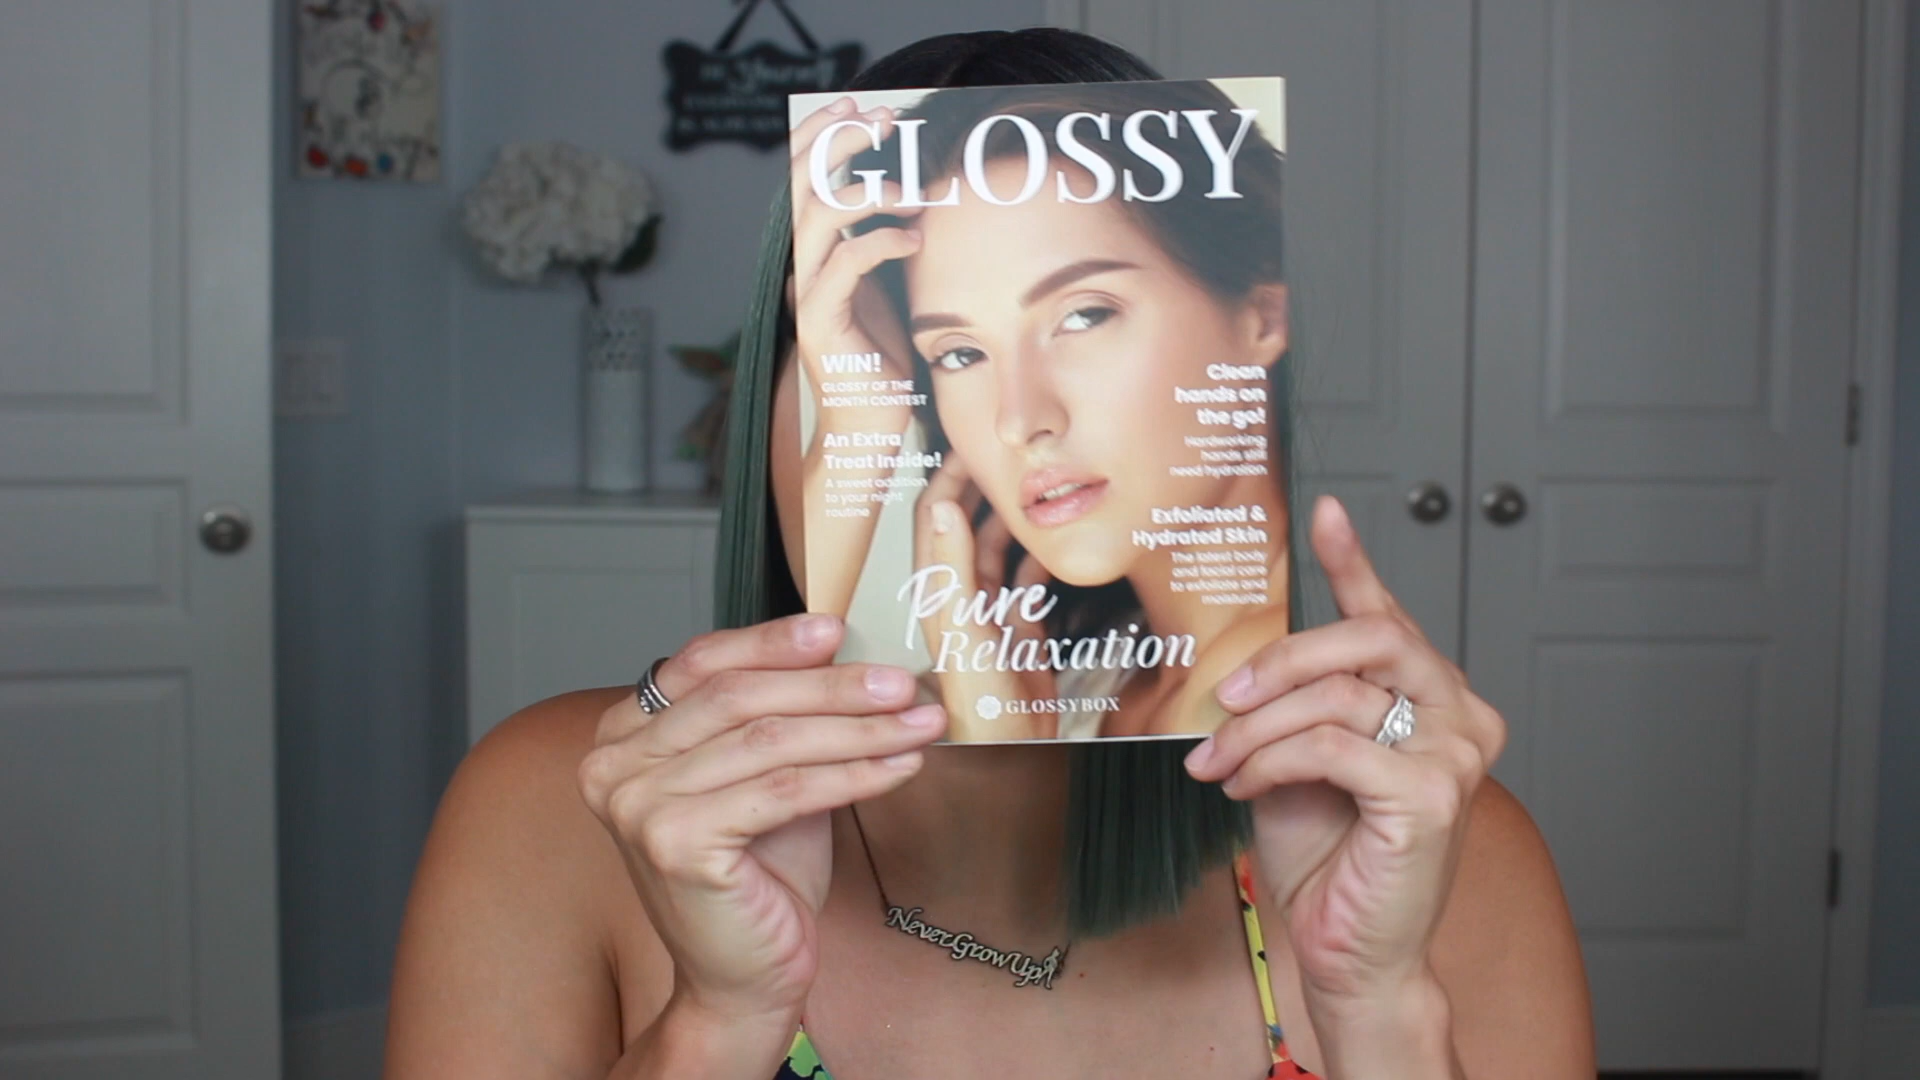 Yourself
GLOSSY
WIN!
GLOSSY OF THE
MONTH CONTEST
An Extra
Treat Inside!
A sweet addition
to your night
routine
Clean
hands on
the go!
Hardworking
hands still
need hydration
Exfoliated &
Hydrated Skin
The latest body
and facial care
to exfoliate and
moisturize
Pure
Relaxation
GLOSSYBOX
NeverGrowUp